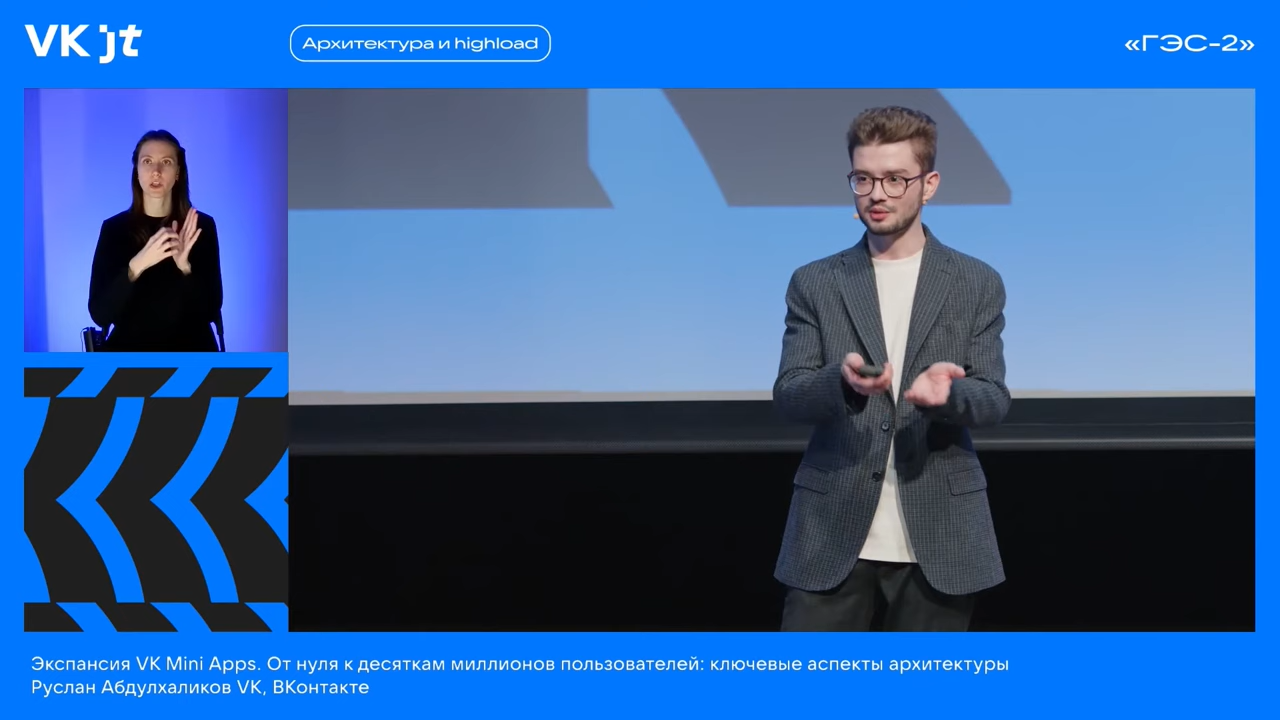 VK jt
Архитектура и highload
«ГЭС-2»
Экспансия VK Mini Apps. От нуля к десяткам миллионов пользователей: ключевые аспекты архитектуры
Руслан Абдулхаликов VK, ВКонтакте